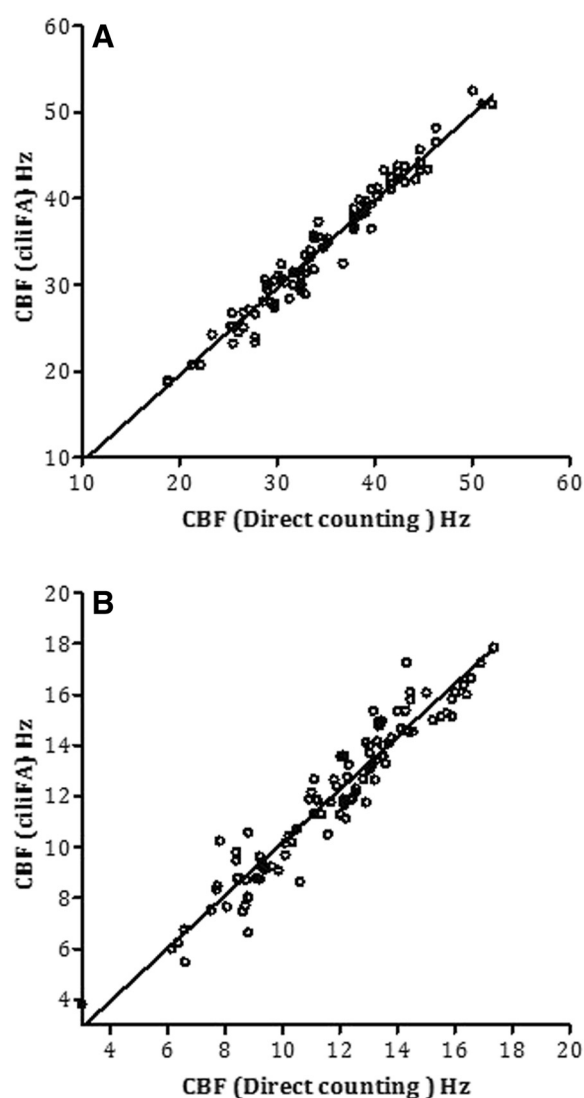 A
60
50
40
30
20
10
CBF (ciliFA) Hz
10 20 30 40 50 60
CBF (Direct counting ) Hz
B
20
18
16
14
12
10
8
6
4
CBF (ciliFA) Hz
4 6 8 10 12 14 16 18 20
CBF (Direct counting ) Hz